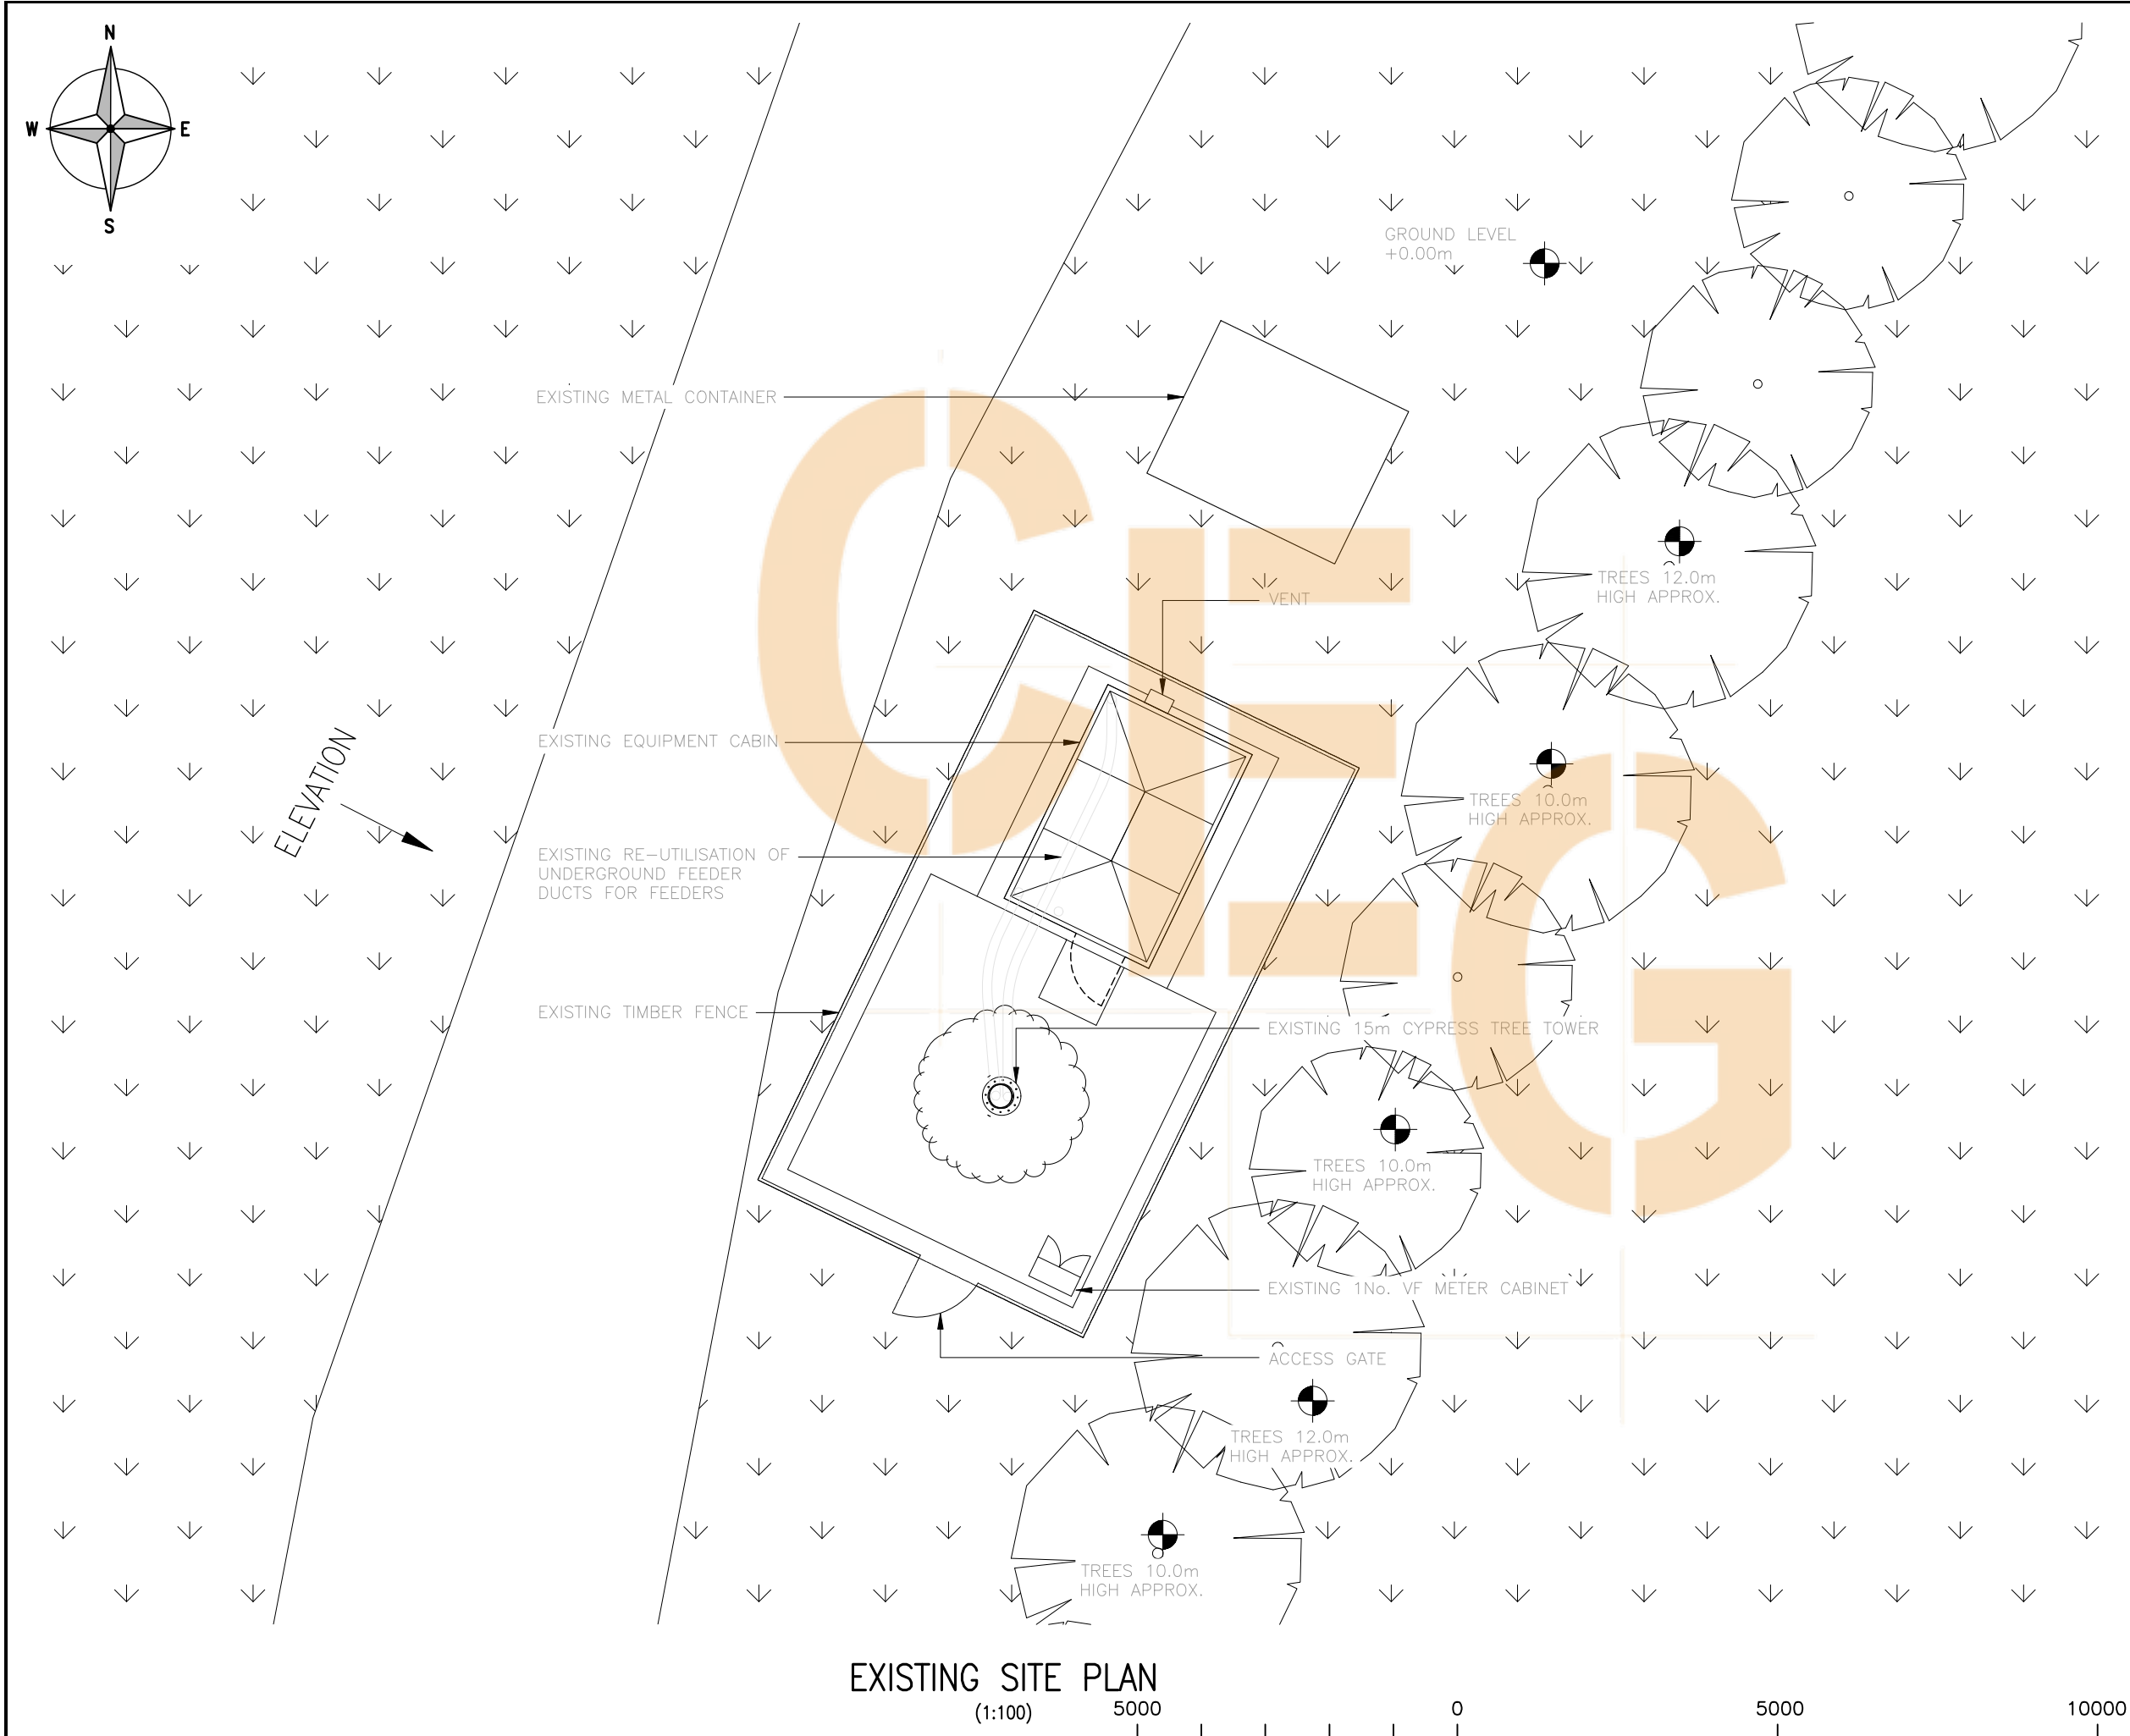 N
W E
S
GROUND LEVEL
+0.00m
EXISTING METAL CONTAINER
TREES 12.0m
HIGH APPROX.
VENT
ELEVATION
EXISTING EQUIPMENT CABIN
TREES 10.0m
HIGH APPROX.
EXISTING RE-UTILISATION OF
UNDERGROUND FEEDER
DUCTS FOR FEEDERS
EXISTING TIMBER FENCE
EXISTING 15m CYPRESS TREE TOWER
TREES 10.0m
HIGH APPROX.
EXISTING 1No. VF METER CABINET
ACCESS GATE
TREES 12.0m
HIGH APPROX.
TREES 10.0m
HIGH APPROX.
CIEG
EXISTING SITE PLAN
(1:100)
5000 0 5000 10000